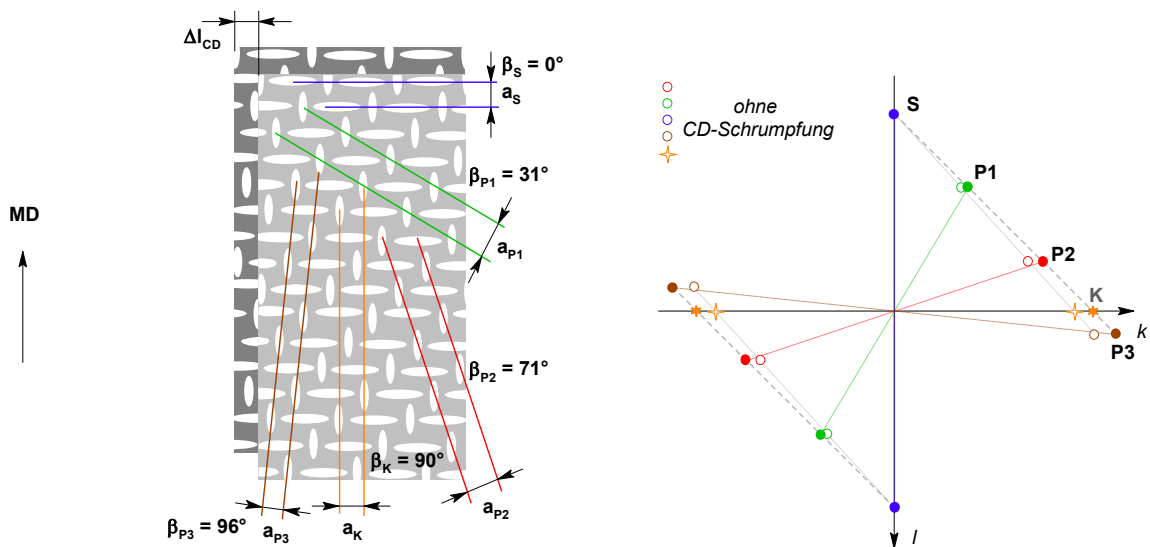 Δl_CD
β_S = 0°
a_S
β_P1 = 31°
a_P1
MD
β_P2 = 71°
β_K = 90°
a_P2
β_P3 = 96°
a_P3
a_K
ohne
CD-Schrumpfung
S
P1
P2
K
k
P3
l